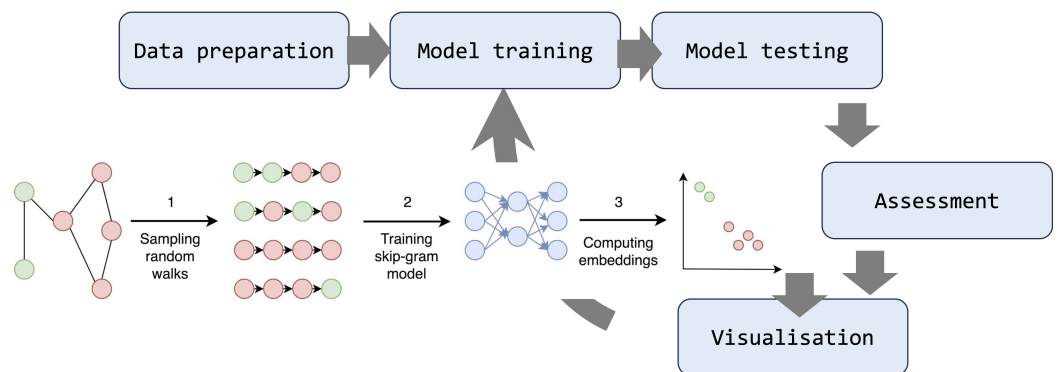 Data preparation
Model training
Model testing
1
Sampling
random
walks
2
Training
skip-gram
model
3
Computing
embeddings
Assessment
Visualisation